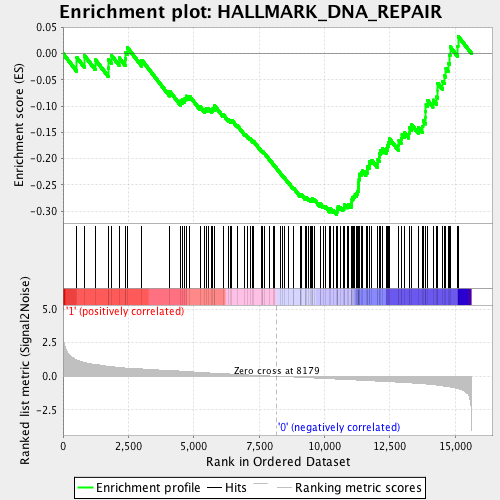 Enrichment plot: HALLMARK_DNA_REPAIR
Enrichment score (ES)
0.05
0.00
-0.05
-0.10
-0.15
-0.20
-0.25
-0.30
Ranked list metric (Signal2Noise)
'1' (positively correlated)
5.0
2.5
0.0
-2.5
Zero cross at 8179
'0' (negatively correlated)
0
2,500
5,000
7,500
10,000
12,500
15,000
Rank in Ordered Dataset
Enrichment profile
Hits
Ranking metric scores